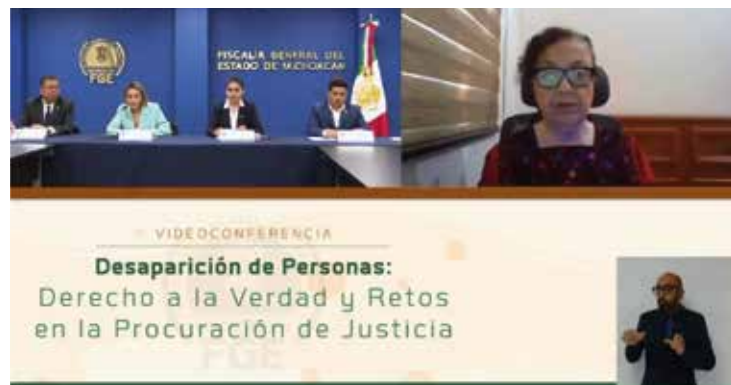 FGE
FISCALÍA GENERAL DEL
ESTADO DE MICHOACÁN
VIDEOCONFERENCIA
Desaparición de Personas:
Derecho a la Verdad y Retos
en la Procuración de Justicia
FGE